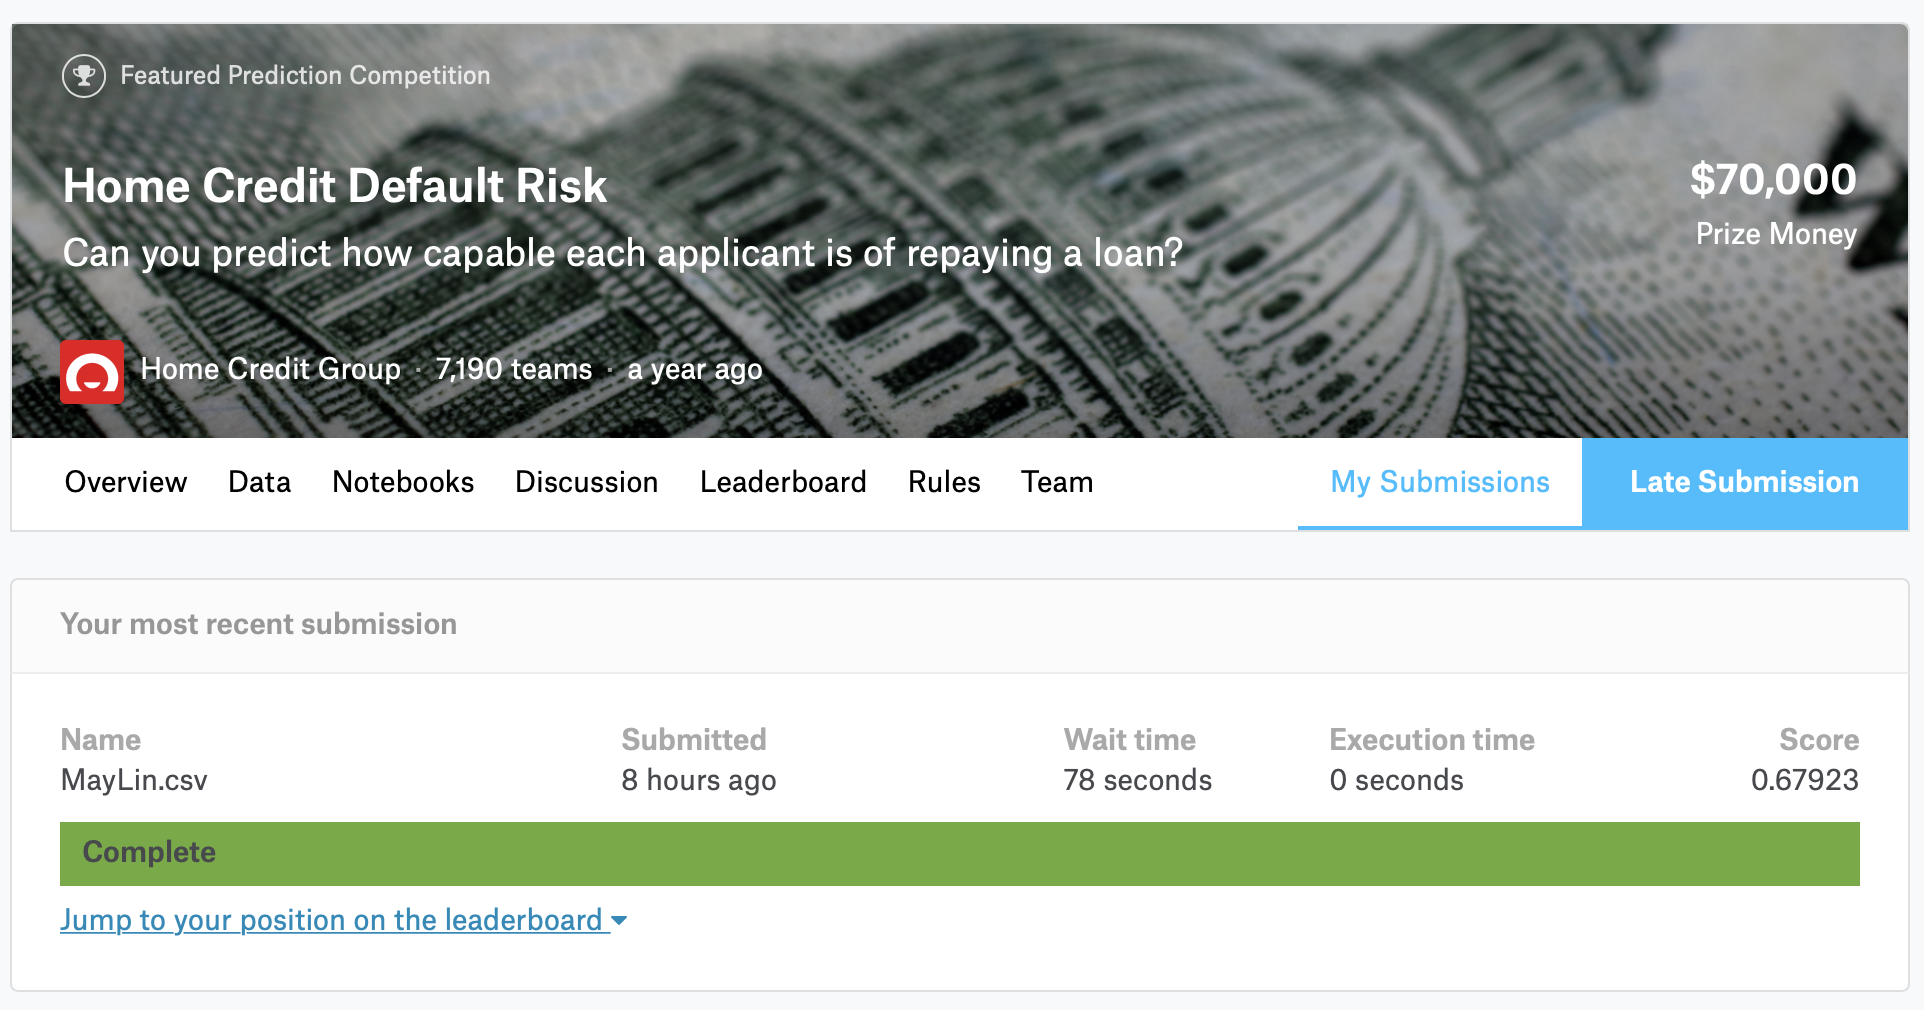 Featured Prediction Competition
Home Credit Default Risk
Can you predict how capable each applicant is of repaying a loan?
$70,000
Prize Money
Home Credit Group · 7,190 teams · a year ago
Overview Data Notebooks Discussion Leaderboard Rules Team My Submissions Late Submission
Your most recent submission
Name Submitted Wait time Execution time Score
MayLin.csv 8 hours ago 78 seconds 0 seconds 0.67923
Complete
Jump to your position on the leaderboard